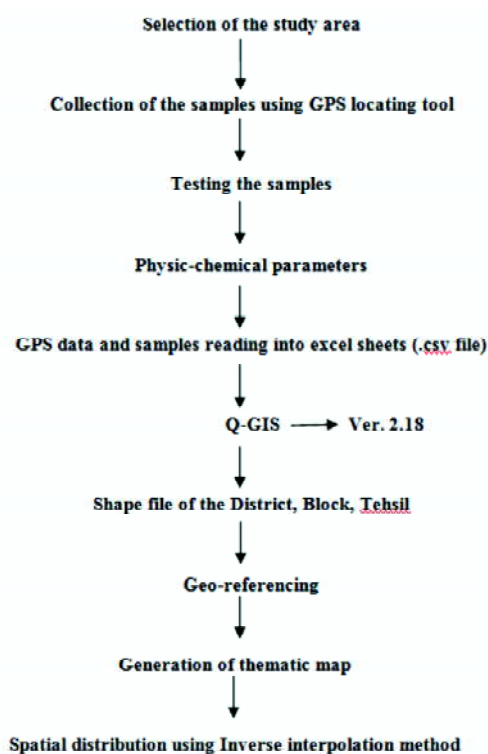 Selection of the study area
Collection of the samples using GPS locating tool
Testing the samples
Physic-chemical parameters
GPS data and samples reading into excel sheets (.csv file)
Q-GIS Ver. 2.18
Shape file of the District, Block, Tehsil
Geo-referencing
Generation of thematic map
Spatial distribution using Inverse interpolation method